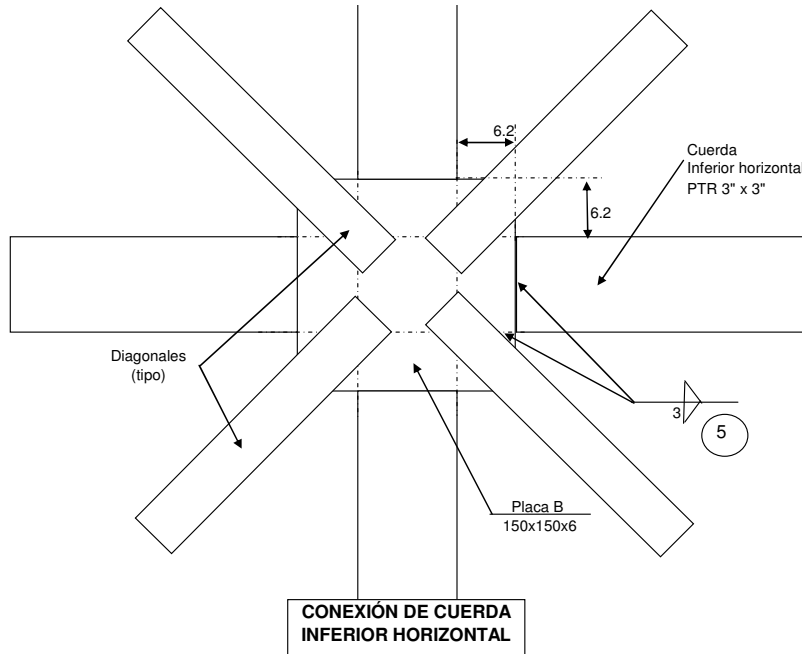 6.2
Cuerda
Inferior horizontal
PTR 3" x 3"
6.2
Diagonales
(tipo)
3
5
Placa B
150x150x6
CONEXIÓN DE CUERDA
INFERIOR HORIZONTAL